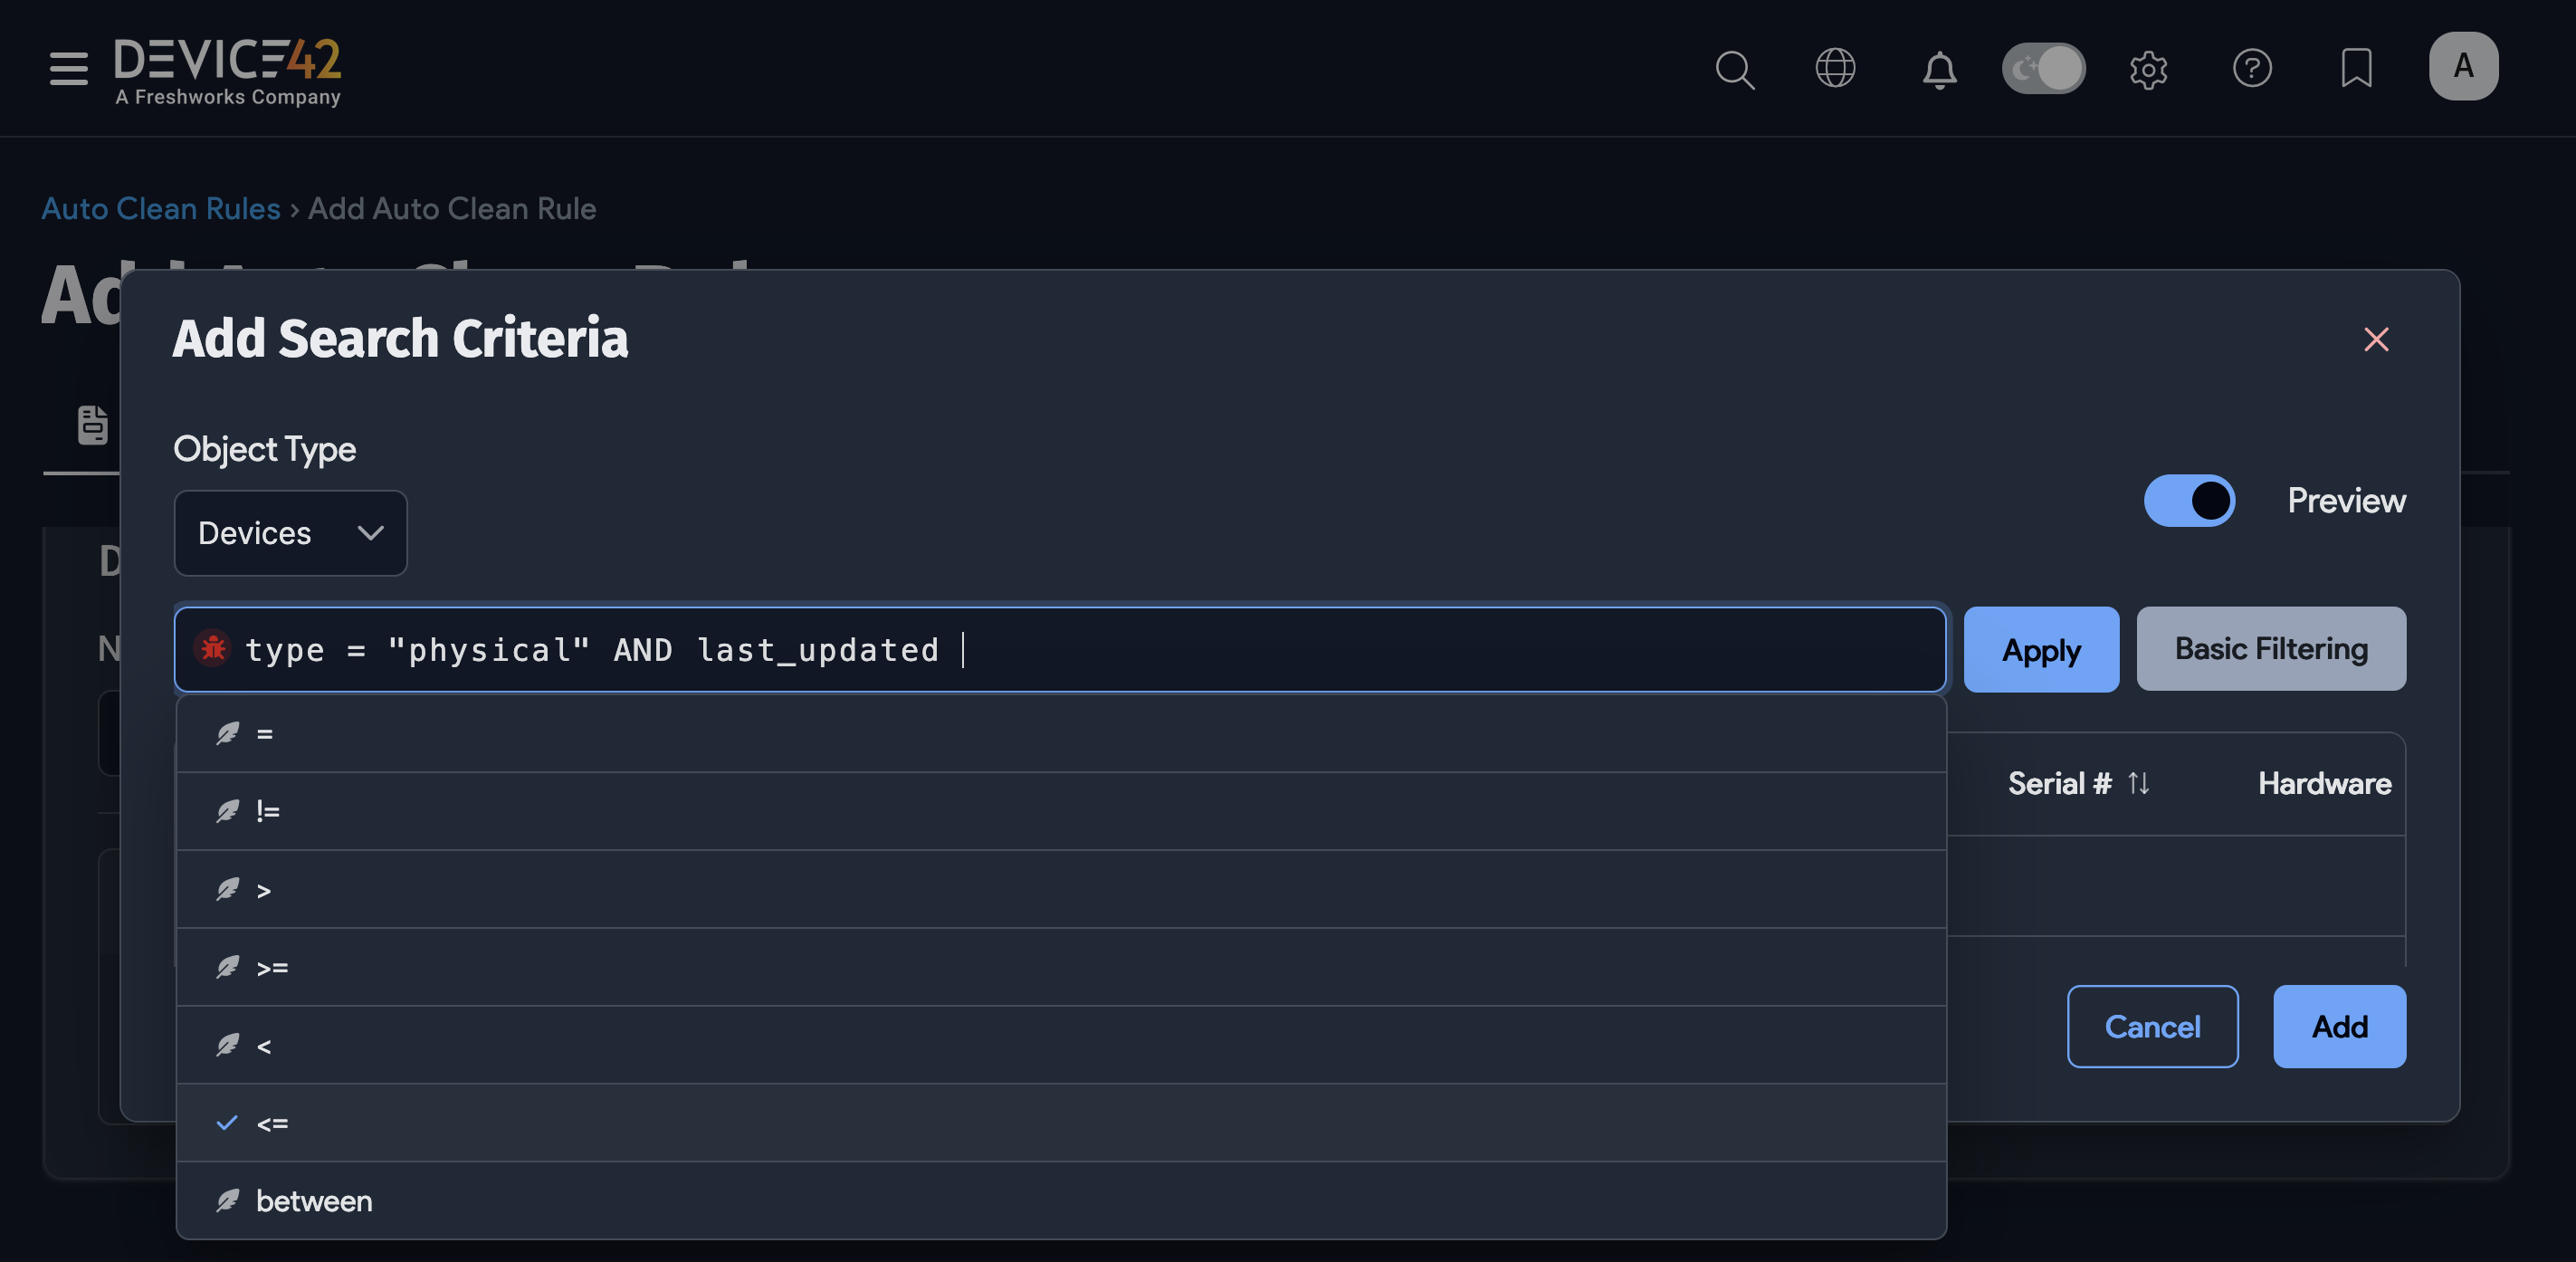 DEVICE42
A Freshworks Company
A
Auto Clean Rules › Add Auto Clean Rule
Add Search Criteria
Object Type
Devices
Preview
type = "physical" AND last_updated
Apply
Basic Filtering
=
!=
>
>=
<
<=
between
Serial #
Hardware
Cancel
Add